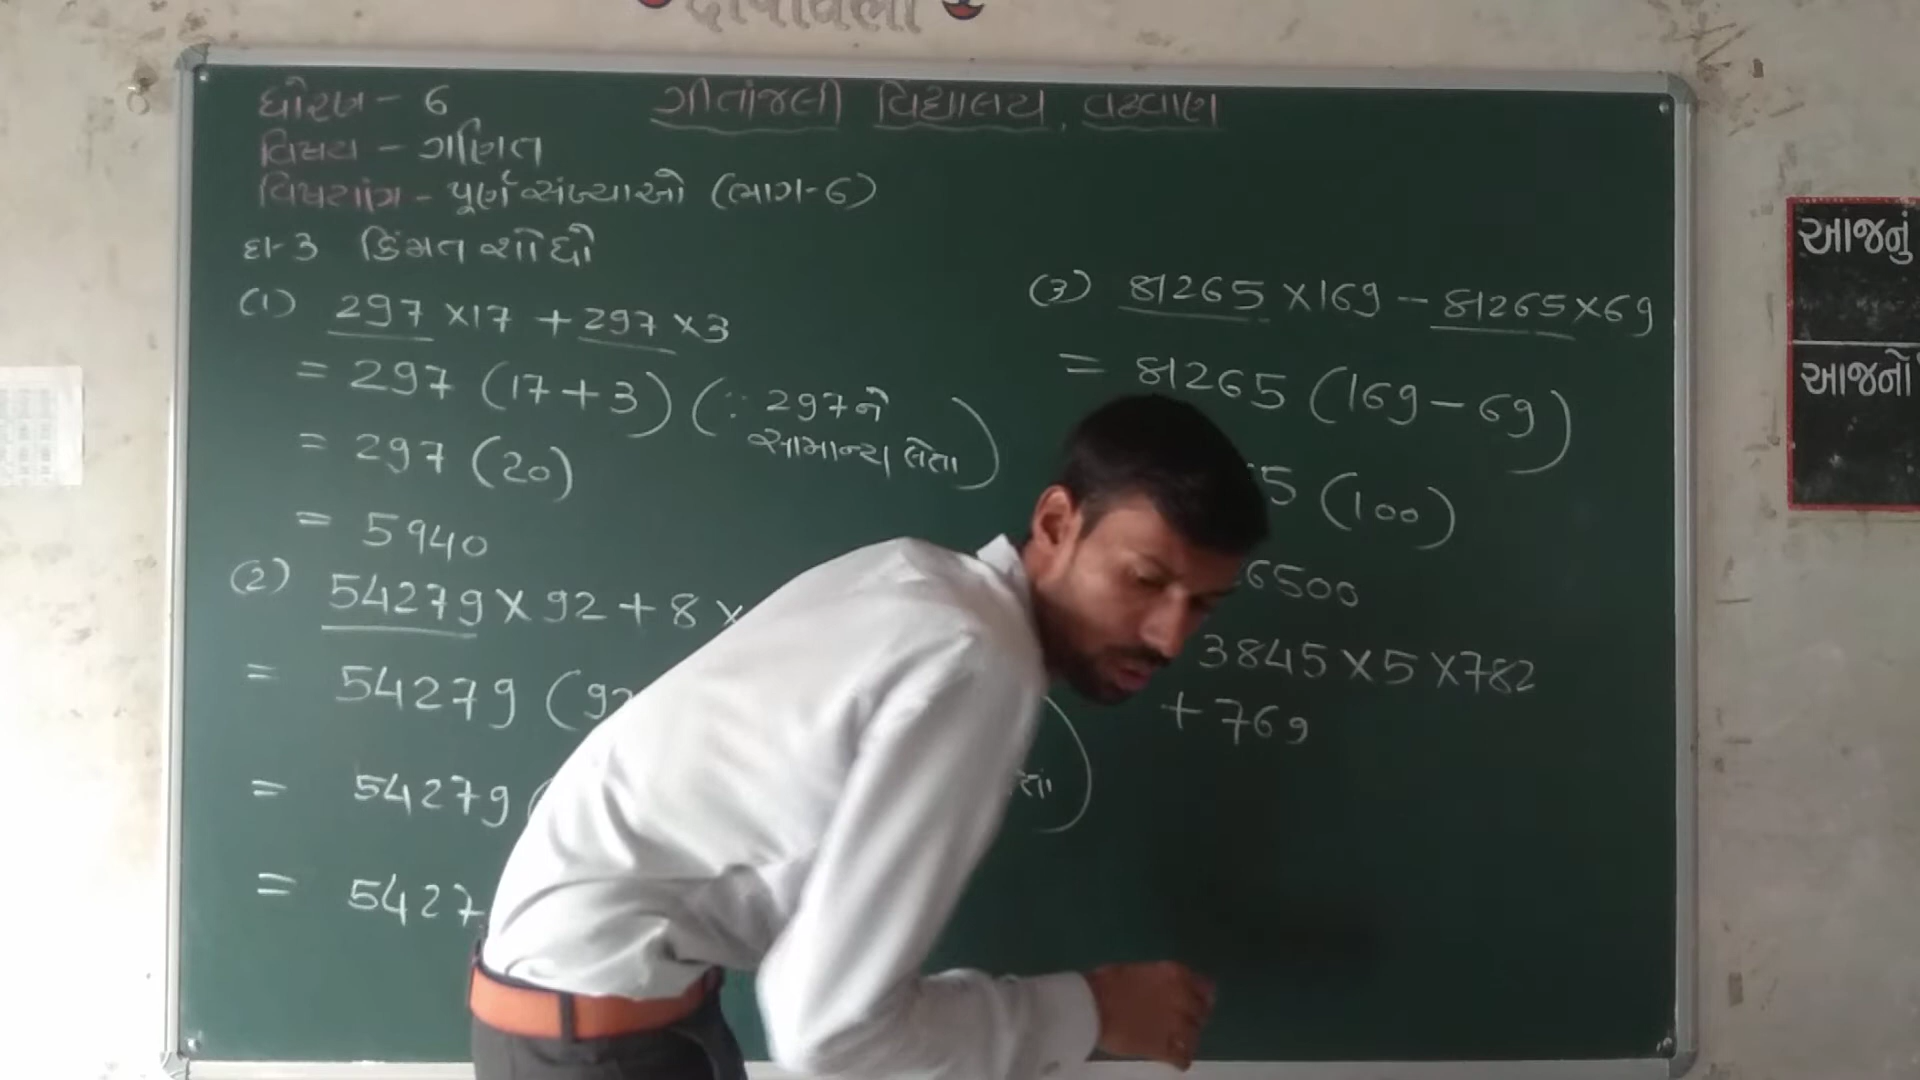 દીપાવલી
ધોરણ - 6
ગીતાંજલી વિદ્યાલય, વઢવાણ
વિષય - ગણિત
વિષયાંગ - પૂર્ણ સંખ્યાઓ (ભાગ-6)
દા-3 કિંમત શોધો
(1) 297 × 17 + 297 × 3
= 297 (17 + 3) (∵ 297 ને
સામાન્ય લેતા)
= 297 (20)
= 5940
(2) 54279 × 92 + 8 ×
= 54279 (92
= 54279
તાં)
= 5427
(3) 81265 × 169 - 81265 × 69
= 81265 (169 - 69)
5 (100)
6500
3845 × 5 × 782
+ 769
આજનું
આજનો